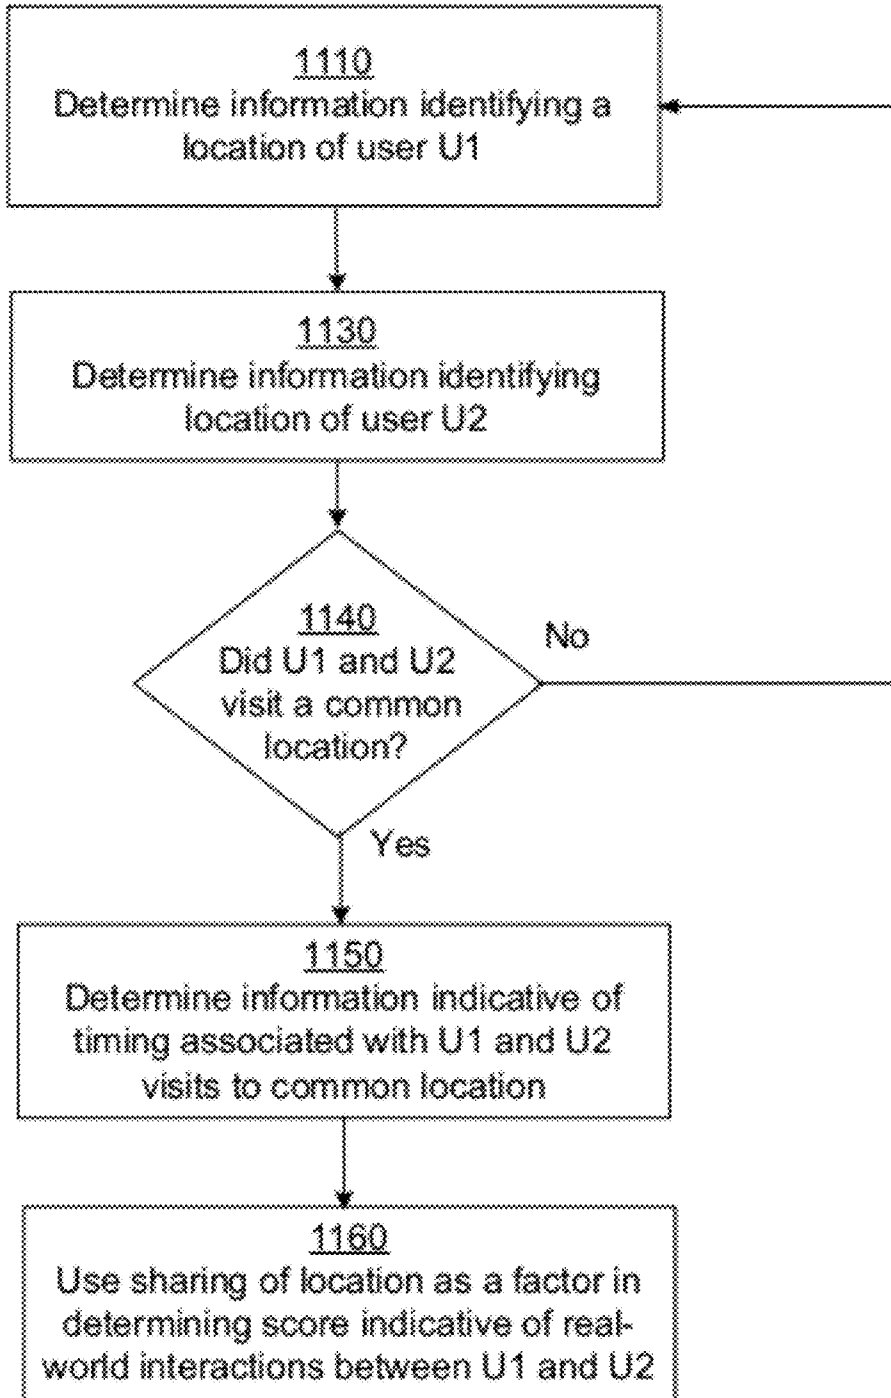 1110
Determine information identifying a
location of user U1
1130
Determine information identifying
location of user U2
1140
Did U1 and U2
visit a common
location?
No
Yes
1150
Determine information indicative of
timing associated with U1 and U2
visits to common location
1160
Use sharing of location as a factor in
determining score indicative of real-
world interactions between U1 and U2